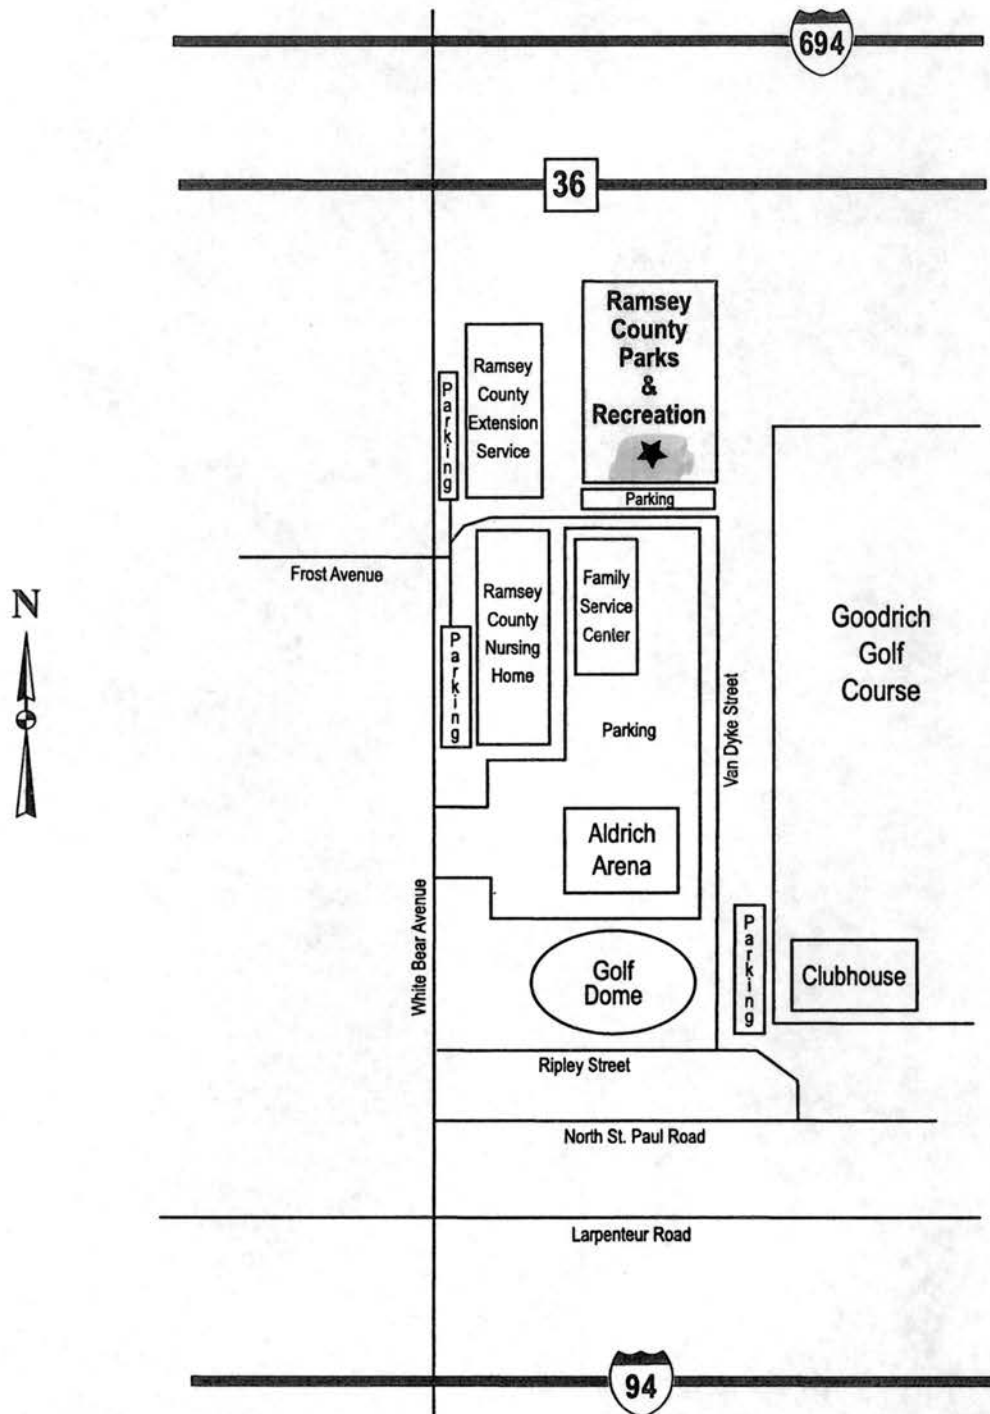 694
36
Ramsey
County
Parks
&
Recreation
Parking
Ramsey
County
Extension
Service
Parking
Frost Avenue
N
Ramsey
County
Nursing
Home
Parking
Family
Service
Center
Parking
Van Dyke Street
Goodrich
Golf
Course
Aldrich
Arena
White Bear Avenue
Golf
Dome
Parking
Clubhouse
Ripley Street
North St. Paul Road
Larpenteur Road
94